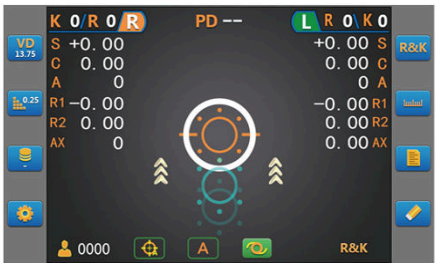 K 0/R 0/R PD -- L R 0\K 0
VD 13.75
S +0.00 +0.00 S
R&K
C 0.00 0.00 C
A 0 0 A
0.25
R1 -0.00 -0.00 R1
R2 0.00 0.00 R2
AX 0 0.00 AX
0000 A R&K